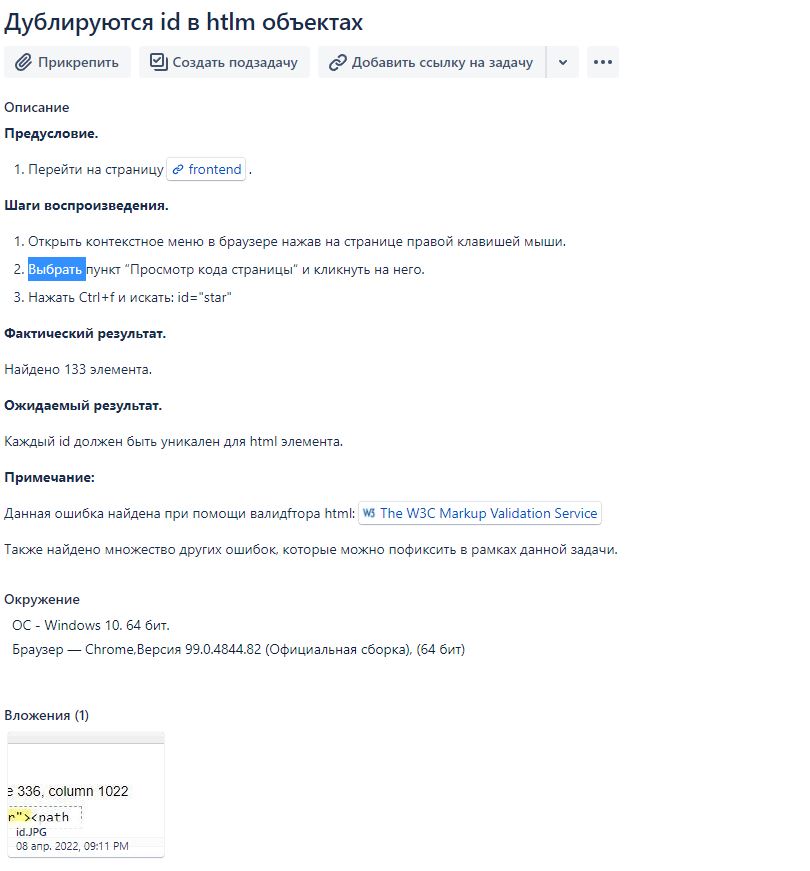 Дублируются id в htlm объектах
Прикрепить Создать подзадачу Добавить ссылку на задачу
Описание
Предусловие.
1. Перейти на страницу frontend .
Шаги воспроизведения.
1. Открыть контекстное меню в браузере нажав на странице правой клавишей мыши.
2. Выбрать пункт “Просмотр кода страницы” и кликнуть на него.
3. Нажать Ctrl+f и искать: id="star"
Фактический результат.
Найдено 133 элемента.
Ожидаемый результат.
Каждый id должен быть уникален для html элемента.
Примечание:
Данная ошибка найдена при помощи валидfтора html: W3 The W3C Markup Validation Service
Также найдено множество других ошибок, которые можно пофиксить в рамках данной задачи.
Окружение
ОС - Windows 10. 64 бит.
Браузер — Chrome,Версия 99.0.4844.82 (Официальная сборка), (64 бит)
Вложения (1)
e 336, column 1022
r"><path
id.JPG
08 апр. 2022, 09:11 PM